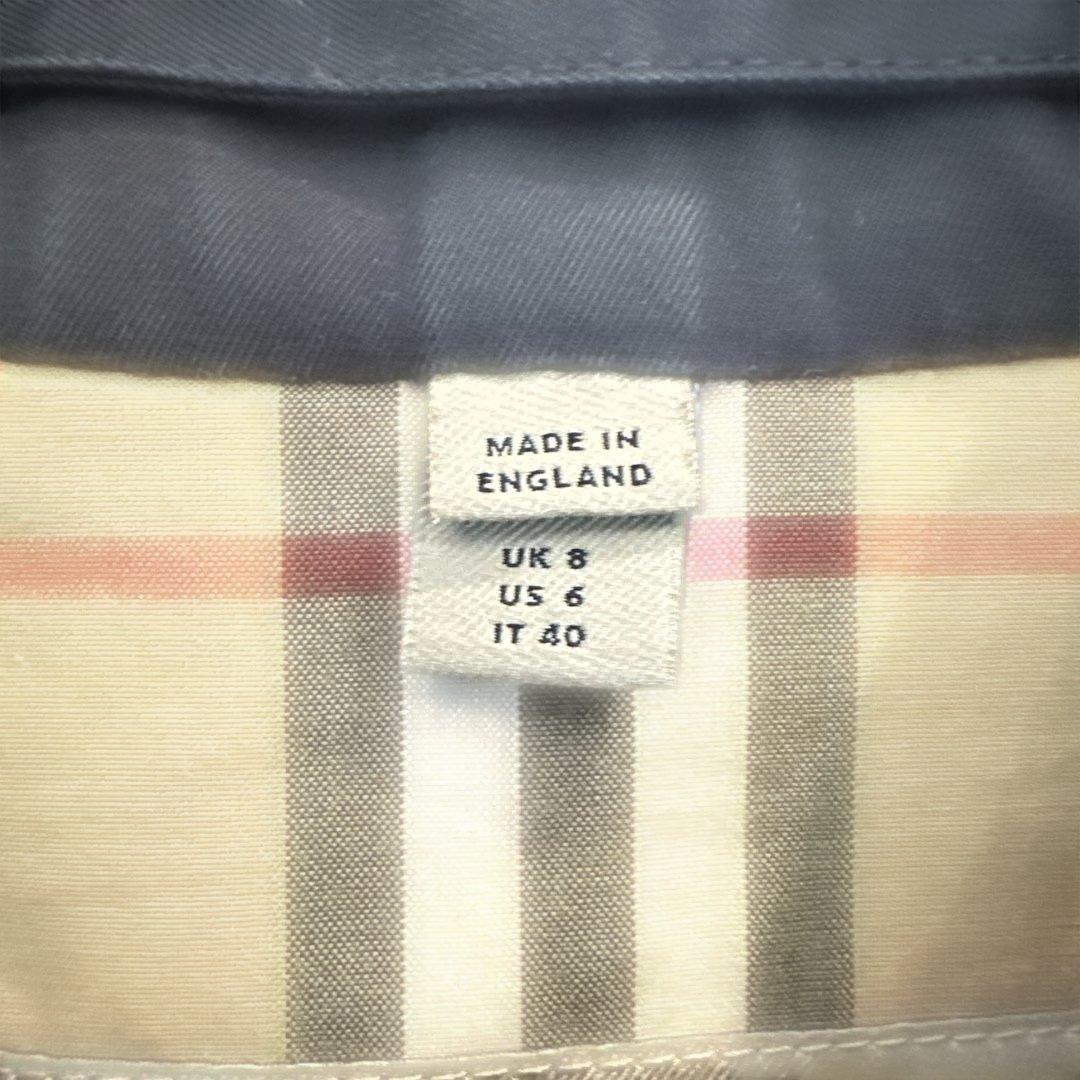 MADE IN
ENGLAND
UK 8
US 6
IT 40